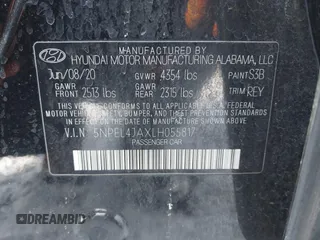 HYUNDAI MOTOR MANUFACTURING ALABAMA, LLC
Jun/08/20 GVWR 4354 lbs PAINT S3B
GAWR FRONT 2513 lbs GAWR REAR 2315 lbs TRIM REY
THIS VEHICLE CONFORMS TO ALL APPLICABLE FEDERAL MOTOR
VEHICLE SAFETY, BUMPER, AND THEFT PREVENTION STANDARDS
IN EFFECT ON THE DATE OF MANUFACTURE SHOWN ABOVE.
V.I.N 5NPEL4JAXLH055817
PASSENGER CAR
DREAMBID